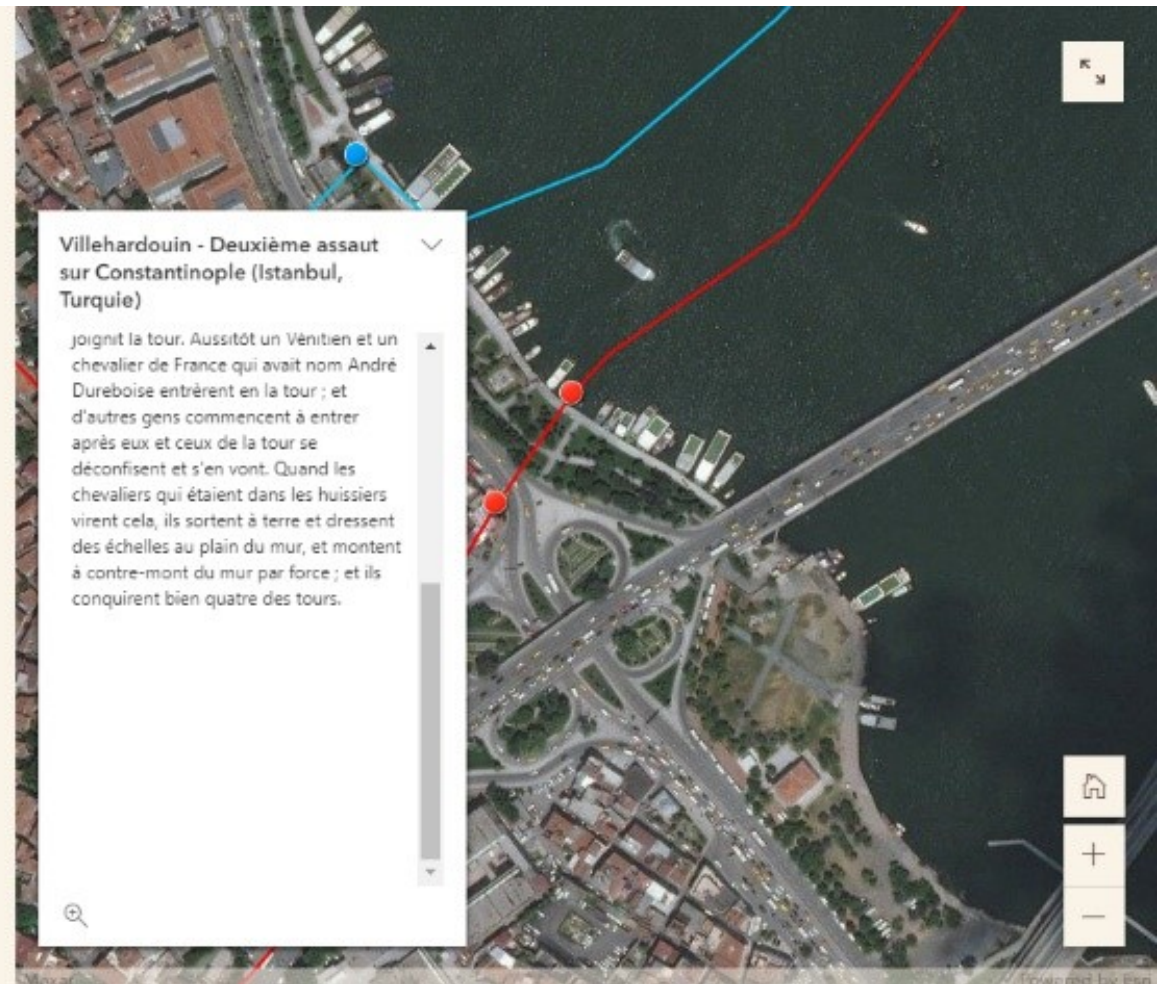 Villehardouin - Deuxième assaut
sur Constantinople (Istanbul,
Turquie)
joignit la tour. Aussitôt un Vénitien et un
chevalier de France qui avait nom André
Dureboise entrèrent en la tour ; et
d'autres gens commencent à entrer
après eux et ceux de la tour se
déconfisent et s'en vont. Quand les
chevaliers qui étaient dans les huissiers
virent cela, ils sortent à terre et dressent
des échelles au plain du mur, et montent
à contre-mont du mur par force ; et ils
conquirent bien quatre des tours.
Powered by Esri